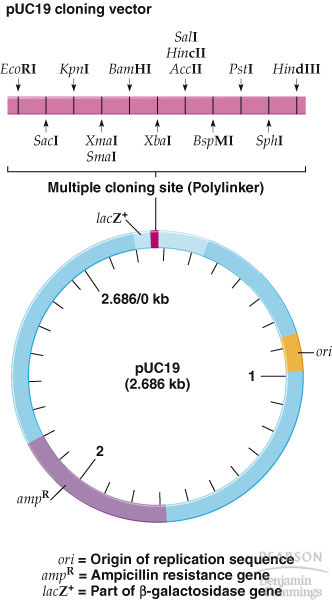 pUC19 cloning vector
SalI
HincII
EcoRI KpnI BamHI AccII PstI HindIII
SacI XmaI XbaI BspMI SphI
SmaI
Multiple cloning site (Polylinker)
lacZ+
2.686/0 kb
ori
pUC19
(2.686 kb)
1
2
ampR
ori = Origin of replication sequence
ampR = Ampicillin resistance gene
lacZ+ = Part of β-galactosidase gene
PEARSON
Benjamin
Cummings